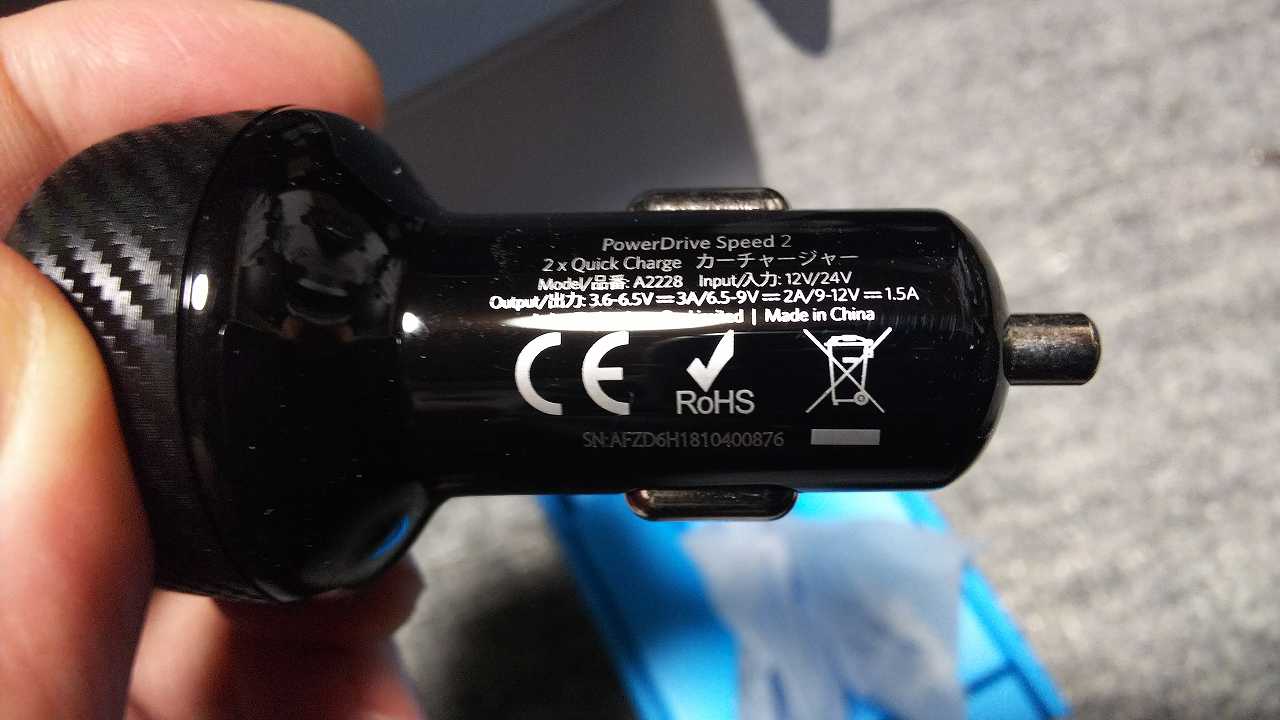 PowerDrive Speed 2
2 x Quick Charge カーチャージャー
Model/品番: A2228 Input/入力: 12V/24V
Output/出力: 3.6-6.5V⎓3A/6.5-9V⎓2A/9-12V⎓1.5A
Limited | Made in China
CE
RoHS
SN:AFZD6H1810400876